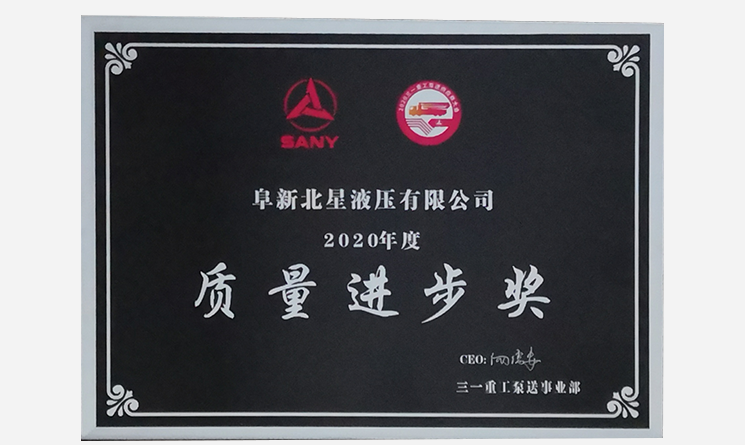 SANY
阜新北星液压有限公司
2020年度
质量进步奖
CEO:
三一重工泵送事业部